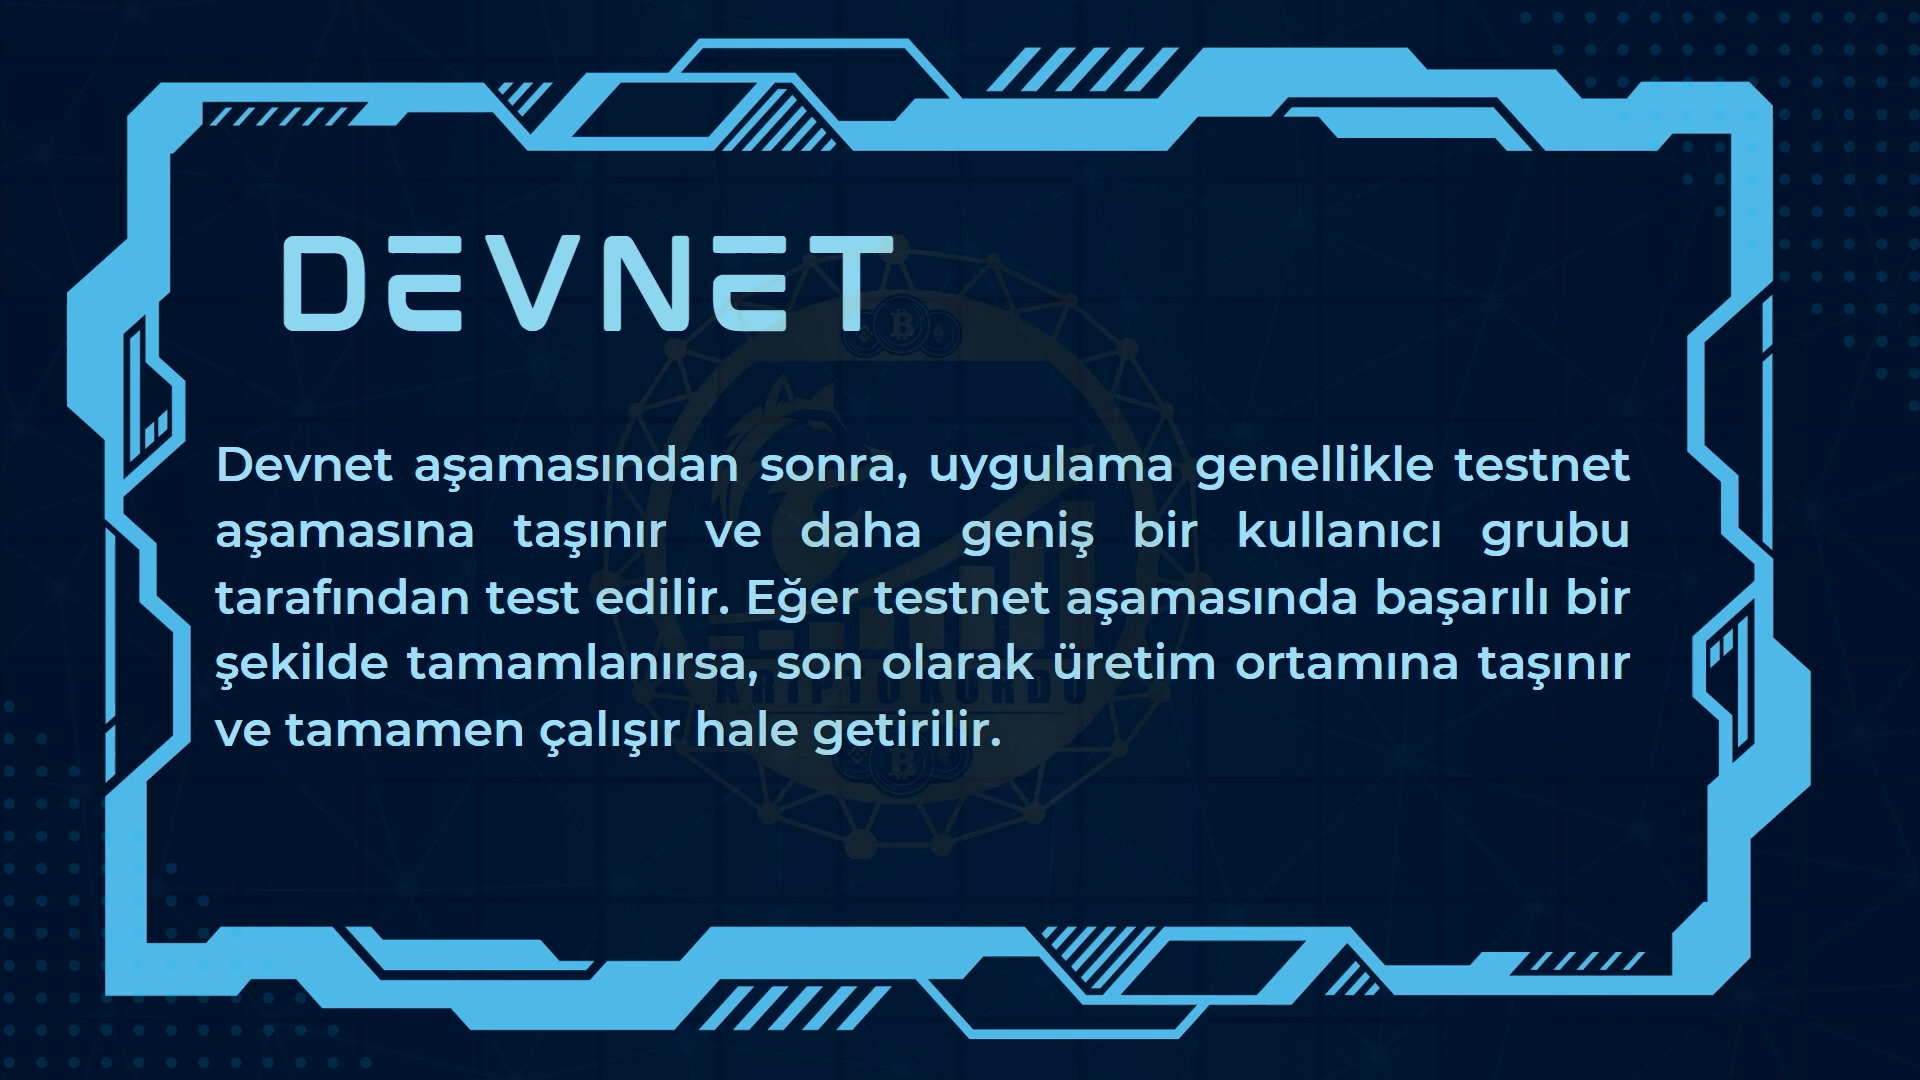 DEVNET
Devnet aşamasından sonra, uygulama genellikle testnet
aşamasına taşınır ve daha geniş bir kullanıcı grubu
tarafından test edilir. Eğer testnet aşamasında başarılı bir
şekilde tamamlanırsa, son olarak üretim ortamına taşınır
KRIPTOKURDU
ve tamamen çalışır hale getirilir.